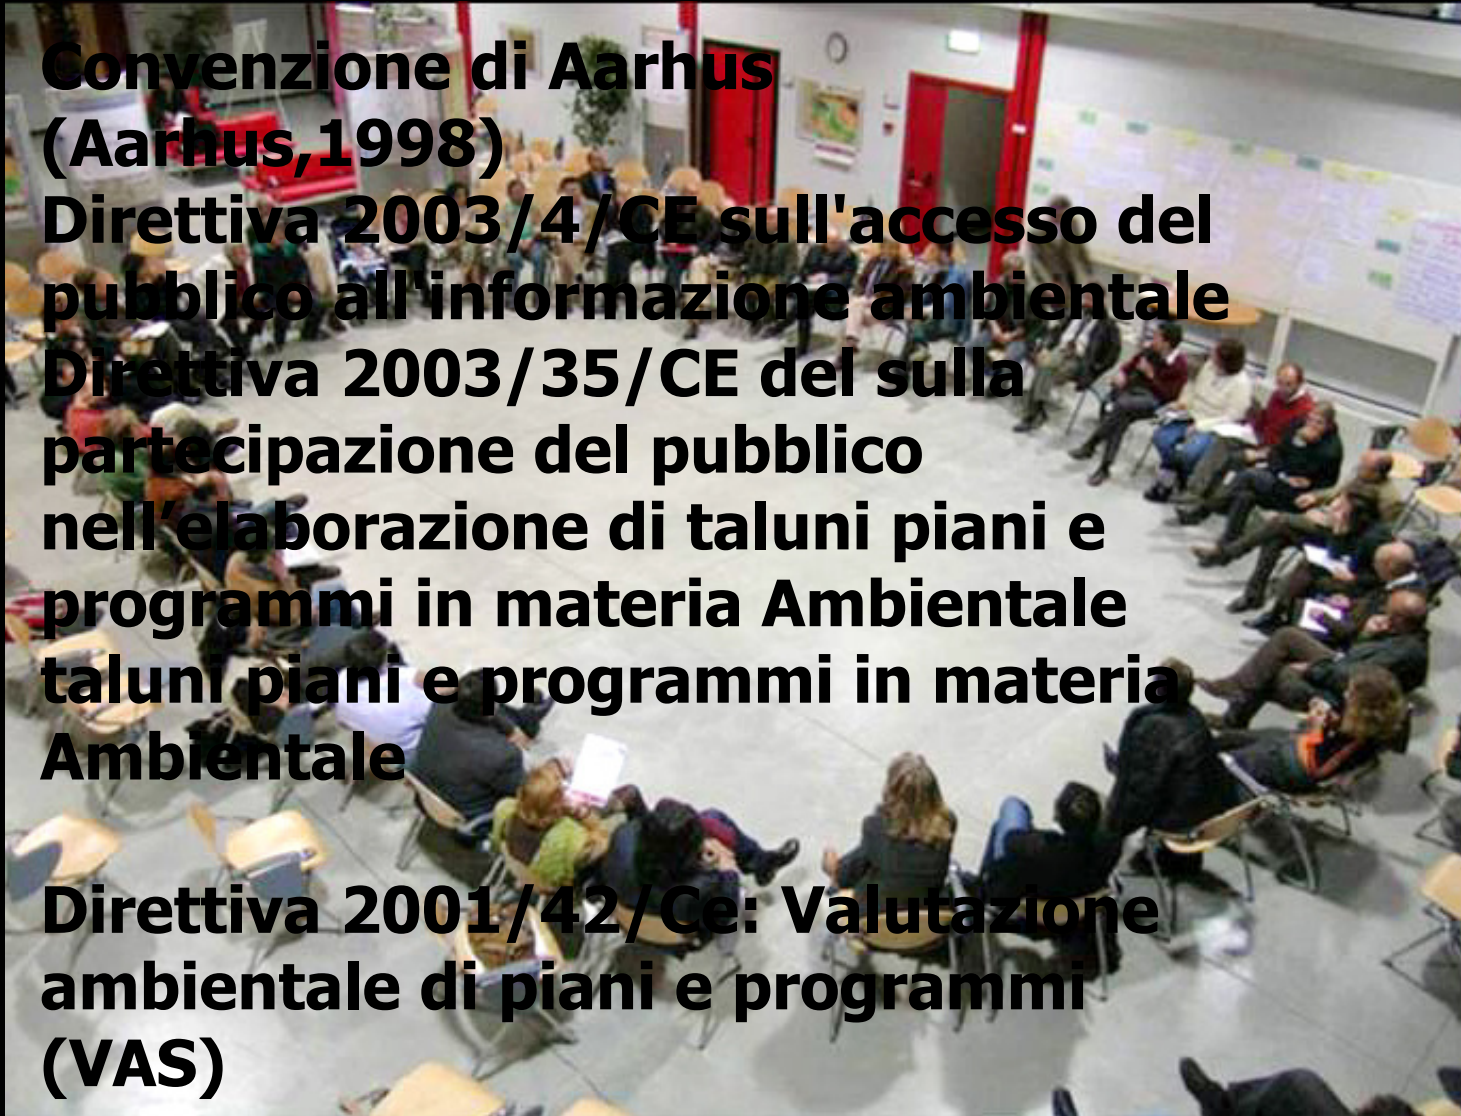 Convenzione di Aarhus
(Aarhus,1998)
Direttiva 2003/4/CE sull'accesso del
pubblico all'informazione ambientale
Direttiva 2003/35/CE del sulla
partecipazione del pubblico
nell’elaborazione di taluni piani e
programmi in materia Ambientale
taluni piani e programmi in materia
Ambientale
Direttiva 2001/42/Ce: Valutazione
ambientale di piani e programmi
(VAS)